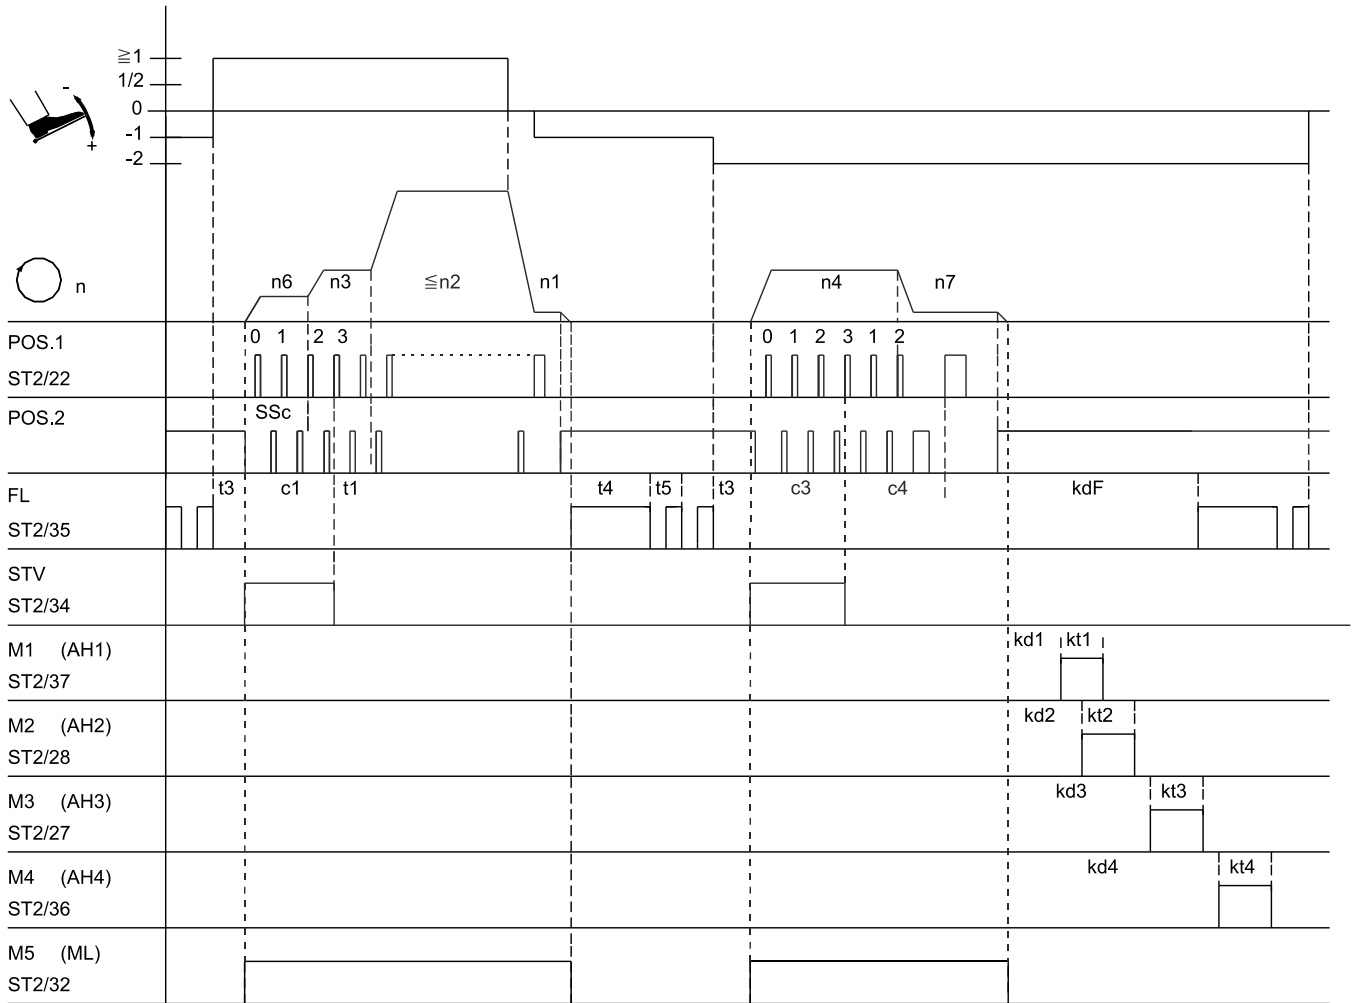 ≧1
1/2
0
-1
-2
-
+
n
n6 n3 ≦n2 n1 n4 n7
POS.1 0 1 2 3 0 1 2 3 1 2
ST2/22
POS.2 SSc
FL t3 c1 t1 t4 t5 t3 c3 c4 kdF
ST2/35
STV
ST2/34
M1 (AH1) kd1 kt1
ST2/37
M2 (AH2) kd2 kt2
ST2/28
M3 (AH3) kd3 kt3
ST2/27
M4 (AH4) kd4 kt4
ST2/36
M5 (ML)
ST2/32